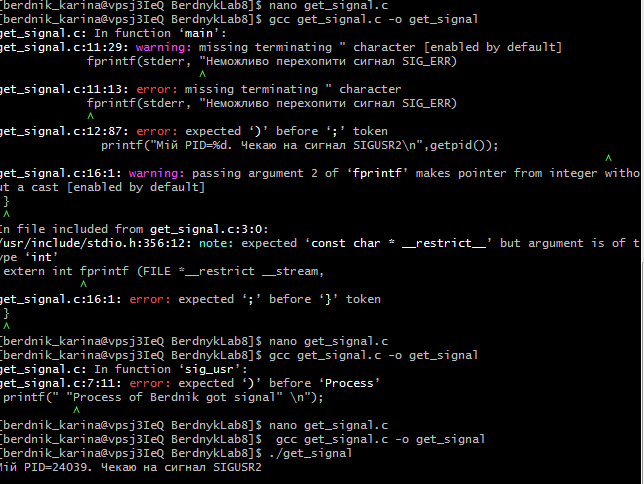 [berdnik_karina@vpsj3IeQ BerdnykLab8]$ nano get_signal.c
[berdnik_karina@vpsj3IeQ BerdnykLab8]$ gcc get_signal.c -o get_signal
get_signal.c: In function ‘main’:
get_signal.c:11:29: warning: missing terminating " character [enabled by default]
fprintf(stderr, "Неможливо перехопити сигнал SIG_ERR)
^
get_signal.c:11:13: error: missing terminating " character
fprintf(stderr, "Неможливо перехопити сигнал SIG_ERR)
^
get_signal.c:12:87: error: expected ‘)’ before ‘;’ token
printf("Мій PID=%d. Чекаю на сигнал SIGUSR2\n",getpid());
^
get_signal.c:16:1: warning: passing argument 2 of ‘fprintf’ makes pointer from integer witho
ut a cast [enabled by default]
}
^
In file included from get_signal.c:3:0:
/usr/include/stdio.h:356:12: note: expected ‘const char * __restrict__’ but argument is of t
ype ‘int’
extern int fprintf (FILE *__restrict __stream,
^
get_signal.c:16:1: error: expected ‘;’ before ‘}’ token
}
^
[berdnik_karina@vpsj3IeQ BerdnykLab8]$ nano get_signal.c
[berdnik_karina@vpsj3IeQ BerdnykLab8]$ gcc get_signal.c -o get_signal
get_signal.c: In function ‘sig_usr’:
get_signal.c:7:11: error: expected ‘)’ before ‘Process’
printf(" "Process of Berdnik got signal" \n");
^
[berdnik_karina@vpsj3IeQ BerdnykLab8]$ nano get_signal.c
[berdnik_karina@vpsj3IeQ BerdnykLab8]$  gcc get_signal.c -o get_signal
[berdnik_karina@vpsj3IeQ BerdnykLab8]$ ./get_signal
Мій PID=24039. Чекаю на сигнал SIGUSR2